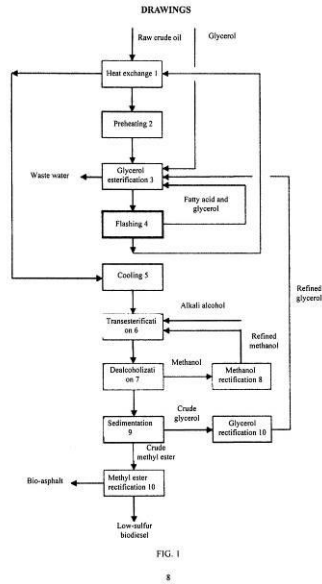 DRAWINGS
Raw crude oil
Glycerol
Heat exchange 1
Preheating 2
Glycerol
esterification 3
Waste water
Fatty acid and
glycerol
Flashing 4
Cooling 5
Refined
glycerol
Alkali alcohol
Transesterificati
on 6
Refined
methanol
Dealcoholizati
on 7
Methanol
Methanol
rectification 8
Sedimentation
9
Crude
glycerol
Glycerol
rectification 10
Crude
methyl ester
Bio-asphalt
Methyl ester
rectification 10
Low-sulfur
biodiesel
FIG. 1
8